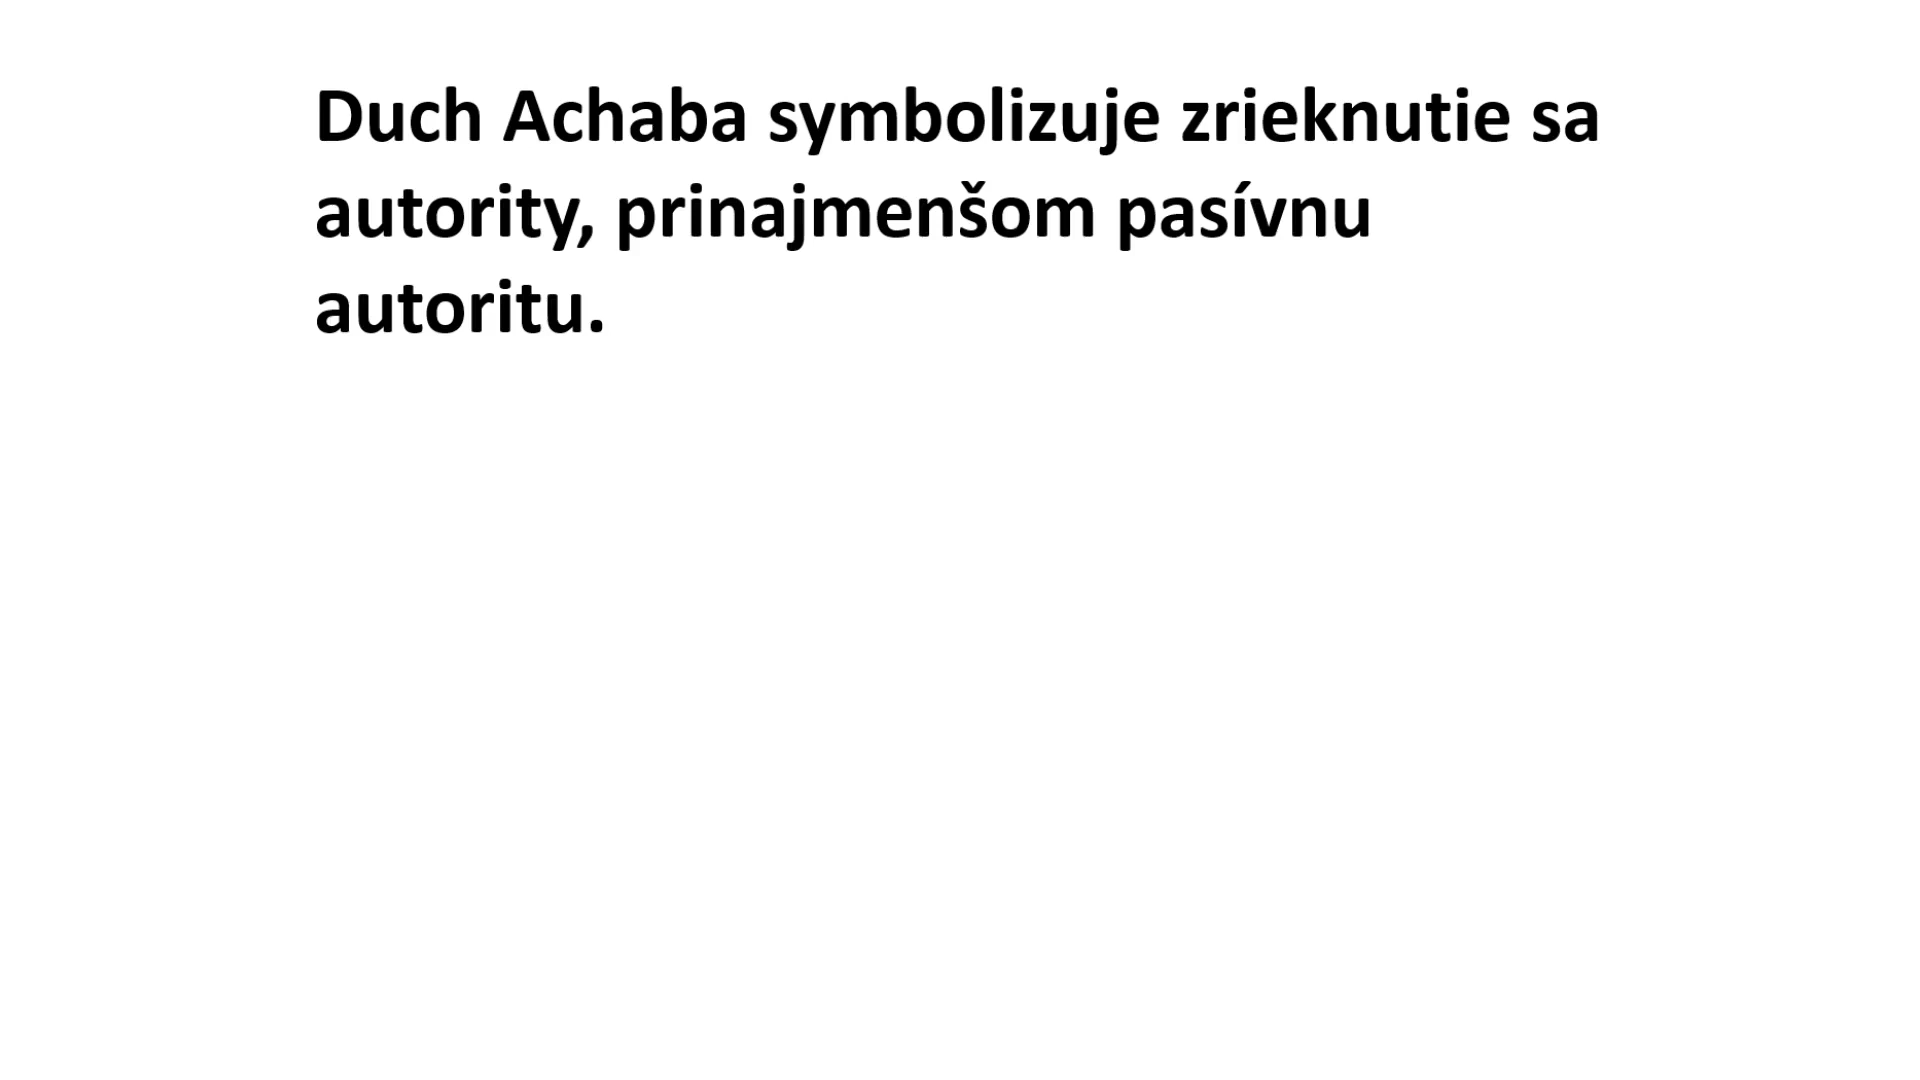 Duch Achaba symbolizuje zrieknutie sa
autority, prinajmenšom pasívnu
autoritu.